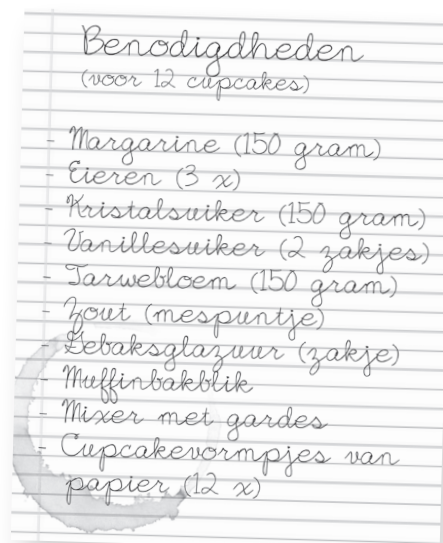 Benodigdheden
(voor 12 cupcakes)
- Margarine (150 gram)
- Eieren (3 x)
- Kristalsuiker (150 gram)
- Vanillesuiker (2 zakjes)
- Tarwebloem (150 gram)
- Zout (mespuntje)
- Gebaksglazuur (zakje)
- Muffinbakblik
- Mixer met gardes
- Cupcakevormpjes van
papier (12 x)